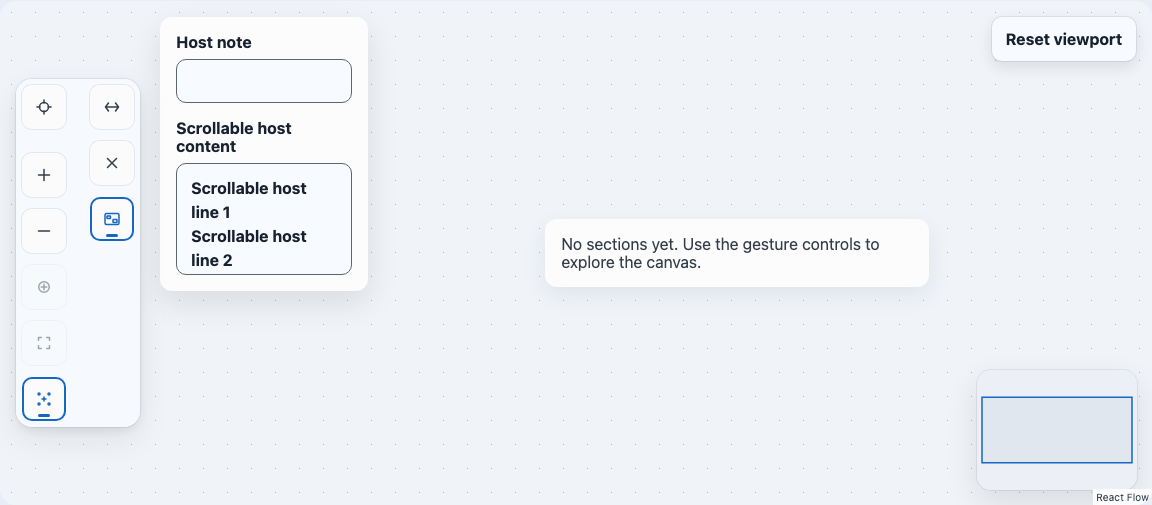 Host note
Reset viewport
Scrollable host
content
Scrollable host
line 1
Scrollable host
line 2
No sections yet. Use the gesture controls to
explore the canvas.
React Flow